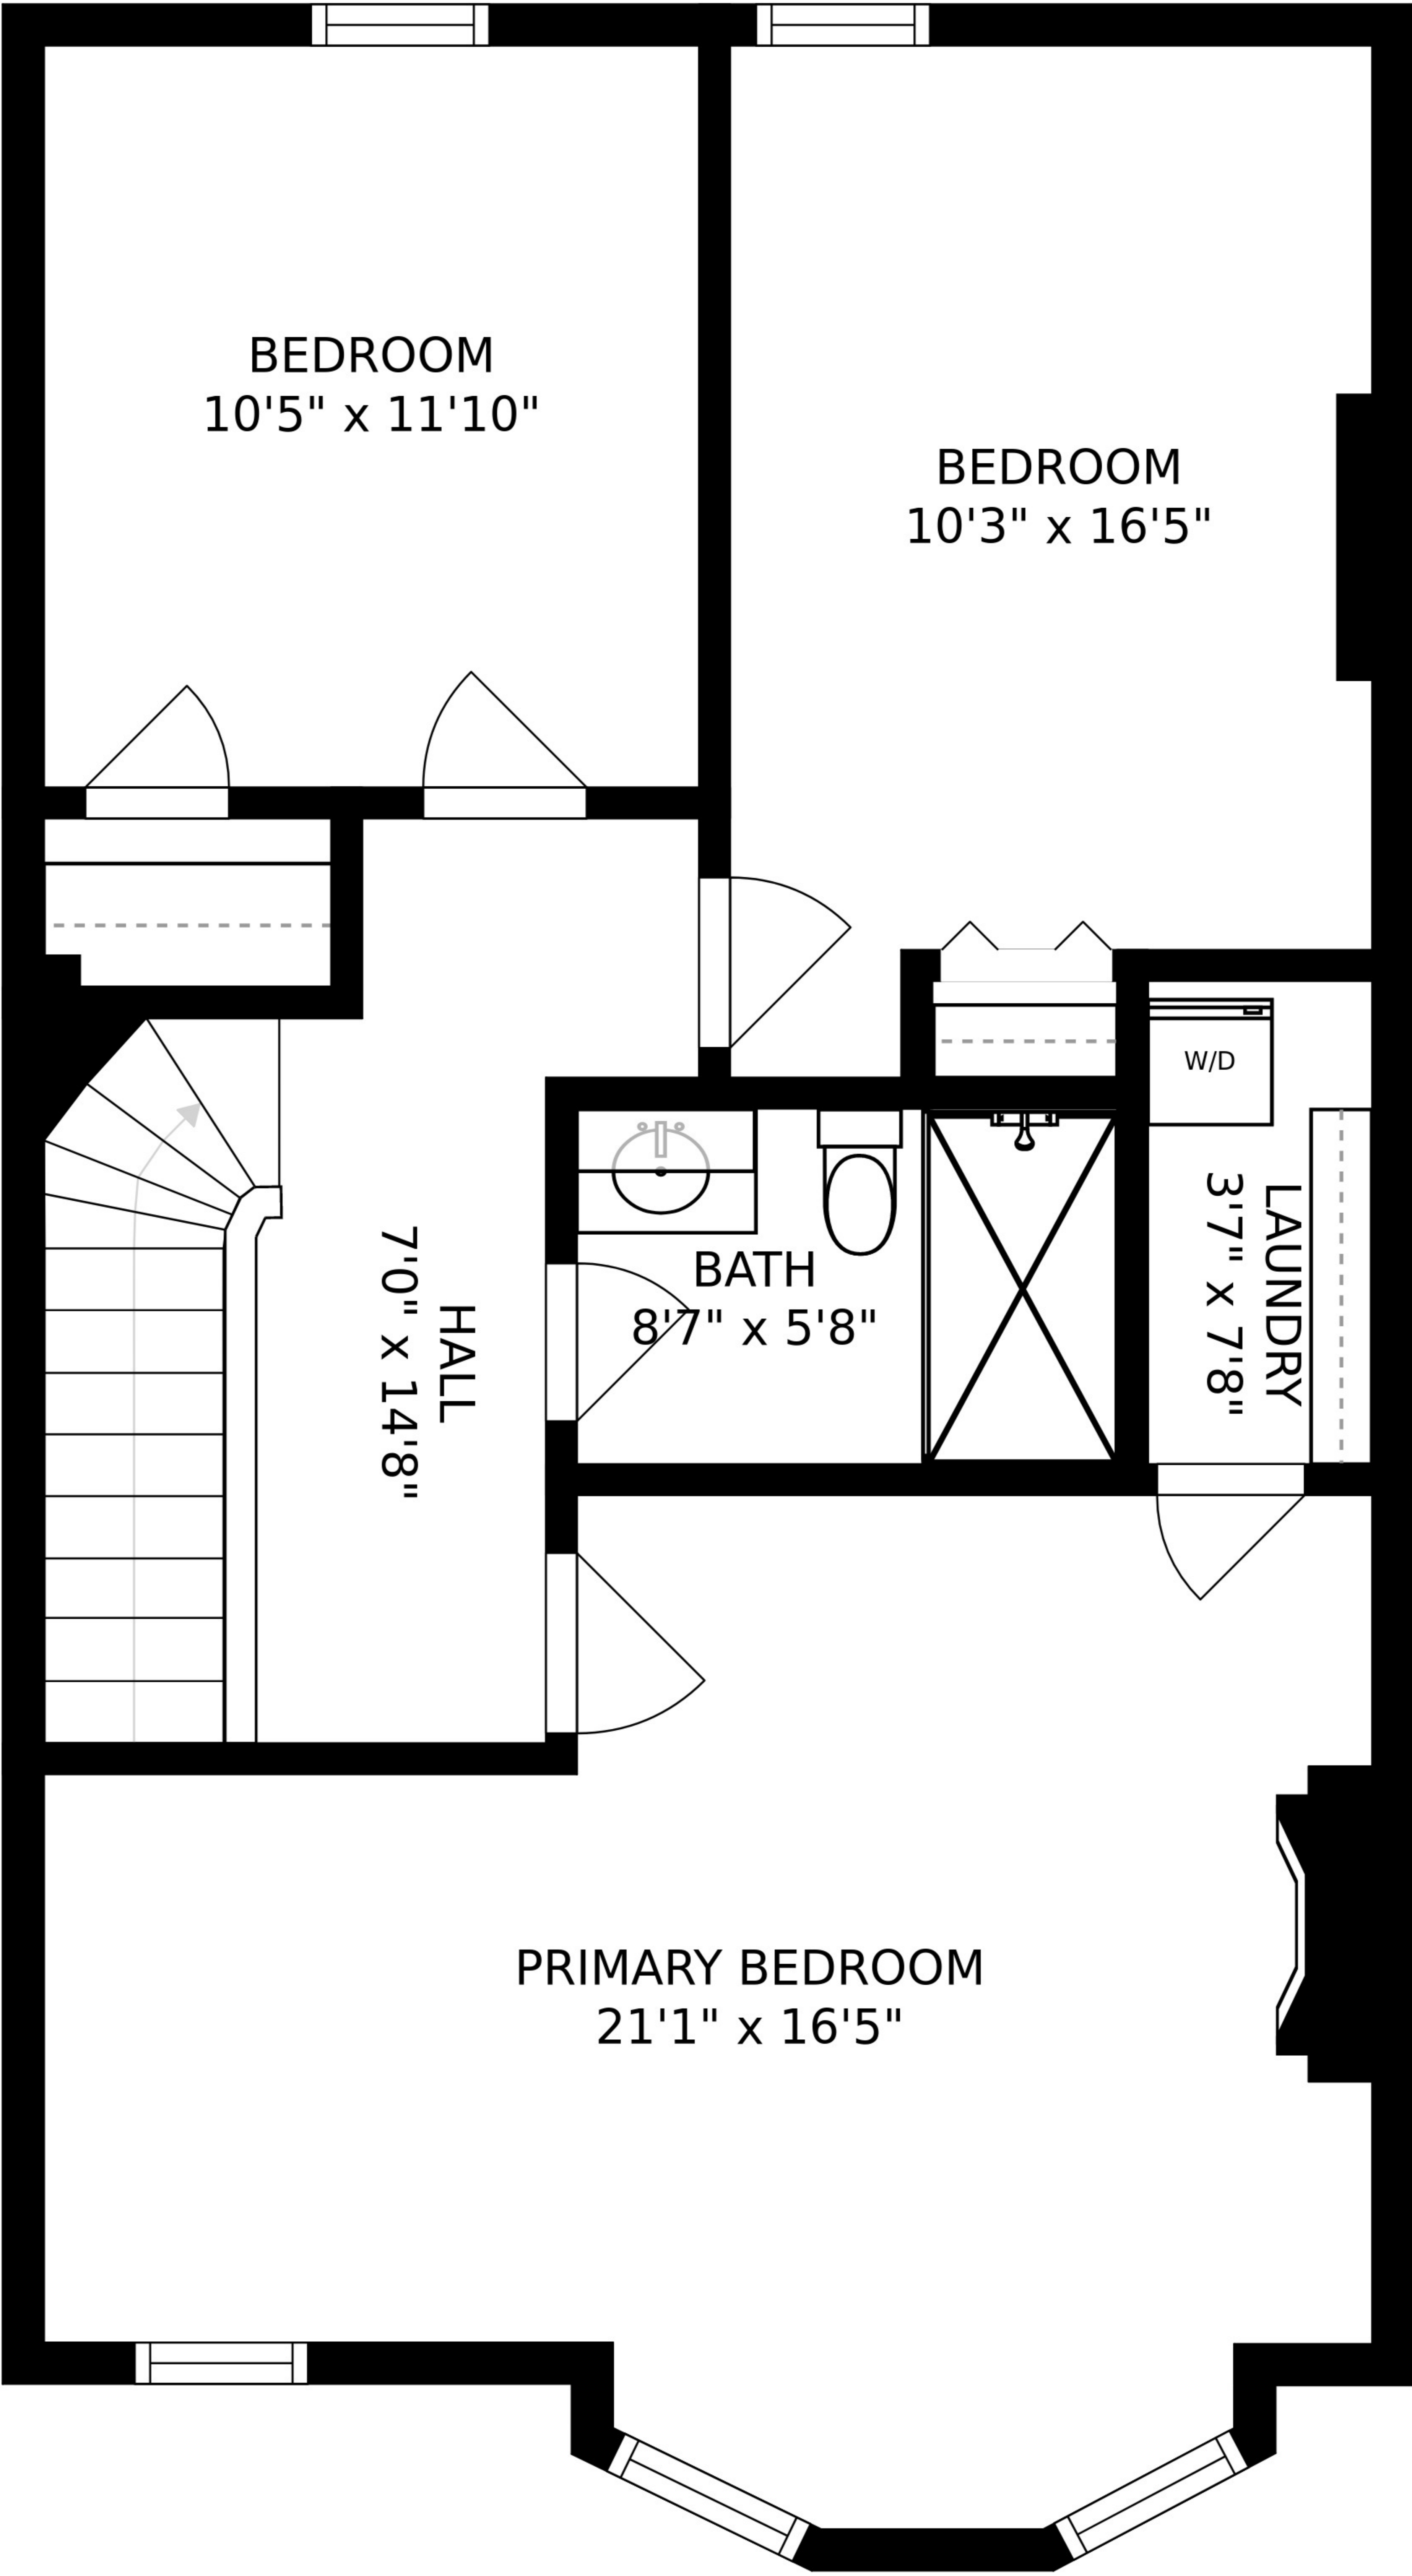 BEDROOM
10'5" x 11'10"
BEDROOM
10'3" x 16'5"
W/D
LAUNDRY
3'7" x 7'8"
BATH
8'7" x 5'8"
HALL
7'0" x 14'8"
PRIMARY BEDROOM
21'1" x 16'5"